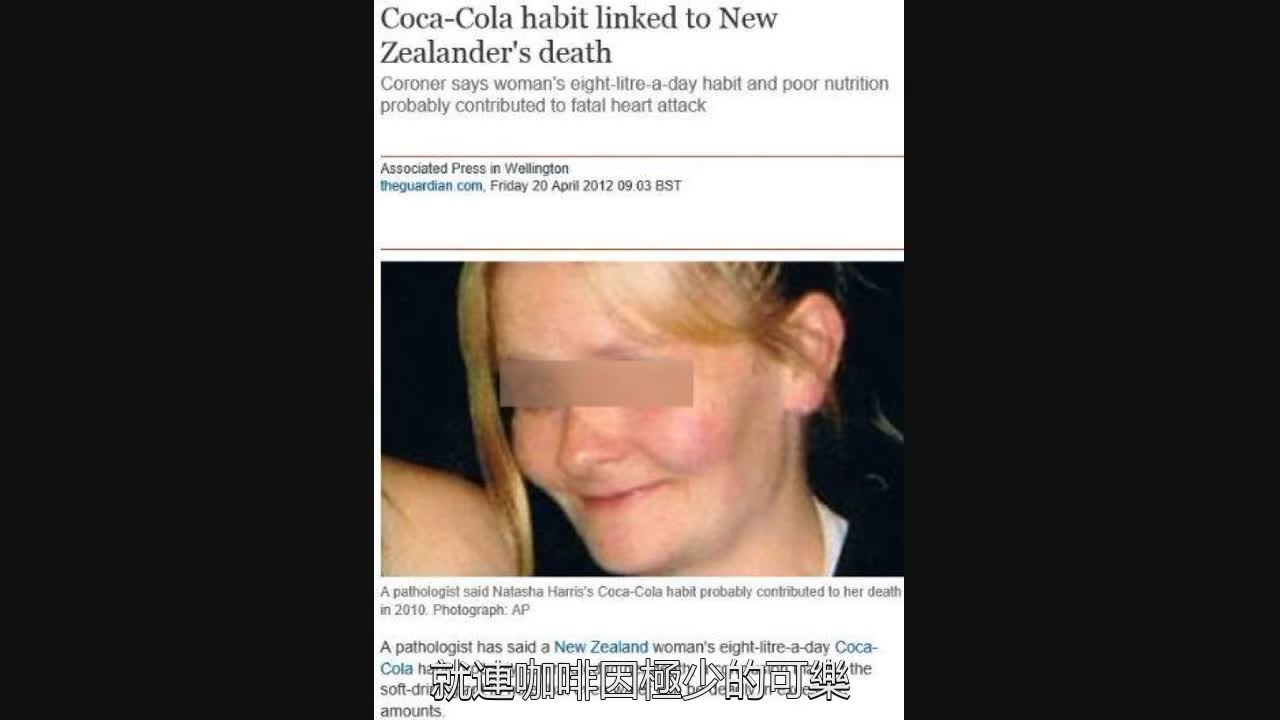 Coca-Cola habit linked to New
Zealander's death
Coroner says woman's eight-litre-a-day habit and poor nutrition
probably contributed to fatal heart attack
Associated Press in Wellington
theguardian.com, Friday 20 April 2012 09.03 BST
A pathologist said Natasha Harris's Coca-Cola habit probably contributed to her death
in 2010. Photograph: AP
A pathologist has said a New Zealand woman's eight-litre-a-day Coca-
Cola the
soft-
amounts.
就連咖啡因極少的可樂